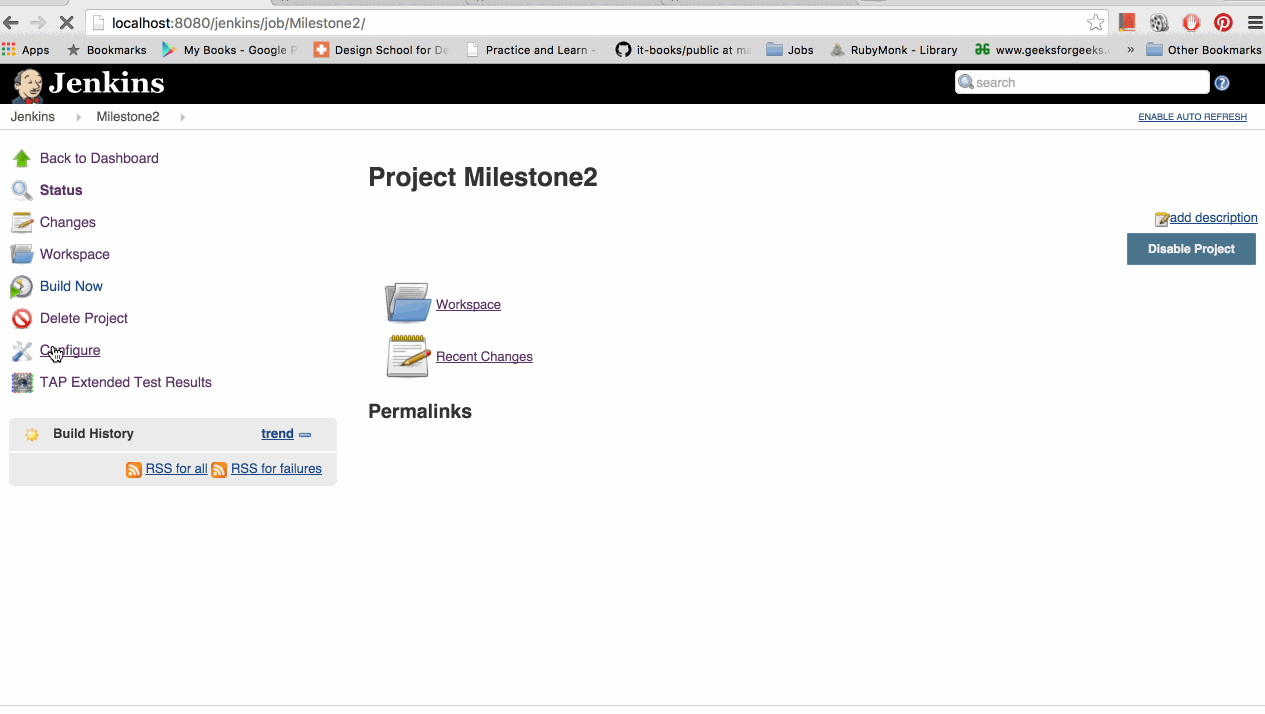 localhost:8080/jenkins/job/Milestone2/
Apps Bookmarks My Books - Google Design School for De Practice and Learn - it-books/public at ma Jobs RubyMonk - Library www.geeksforgeeks. » Other Bookmarks
Jenkins search ?
Jenkins Milestone2 ENABLE AUTO REFRESH
Back to Dashboard
Status
Changes
Workspace
Build Now
Delete Project
Configure
TAP Extended Test Results
Build History trend
RSS for all RSS for failures
Project Milestone2
add description
Disable Project
Workspace
Recent Changes
Permalinks